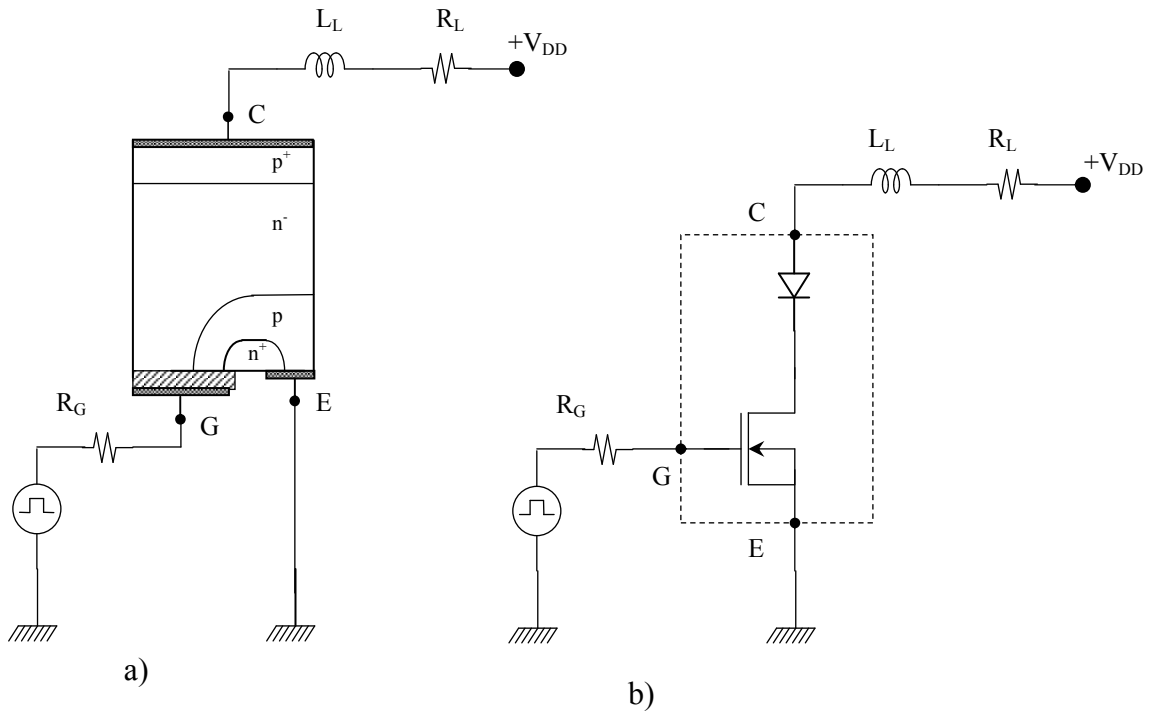 L_L
R_L
+V_DD
C
p⁺
n⁻
p
n⁺
E
R_G
G
a)
L_L
R_L
+V_DD
C
R_G
G
E
b)